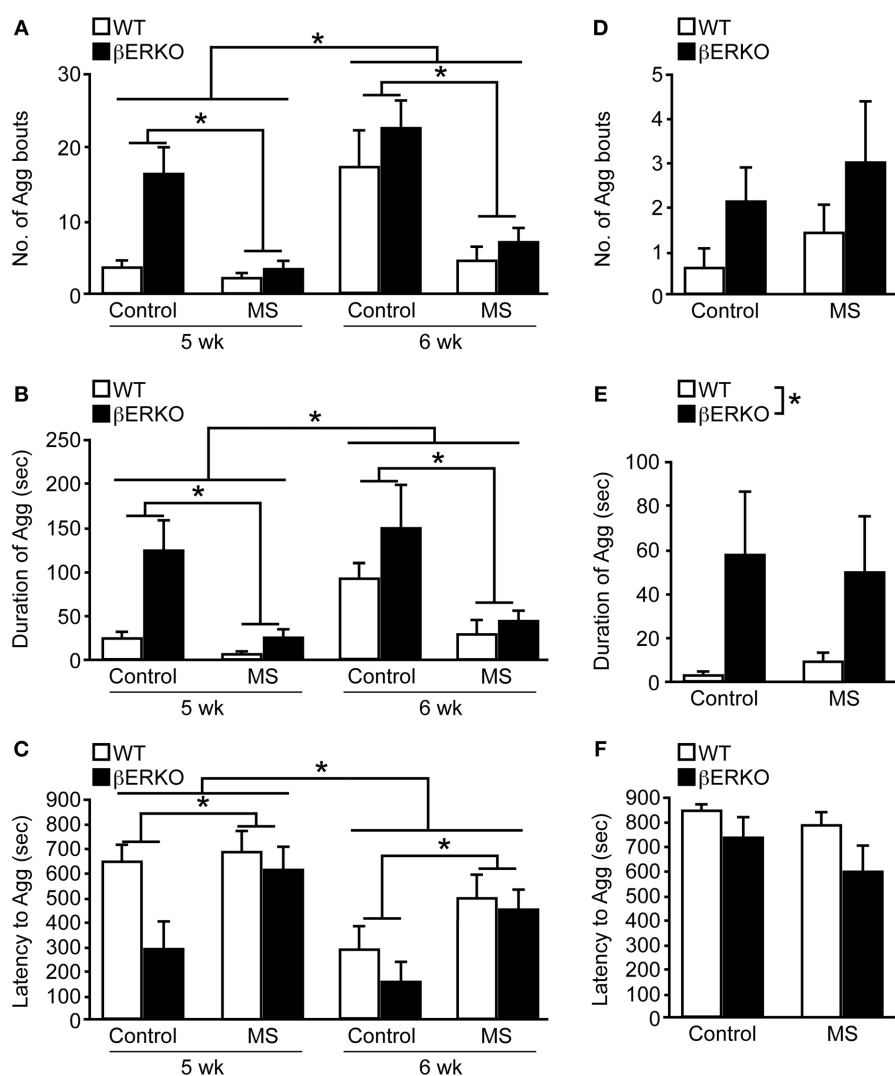 A
WT
βERKO
*
*
*
No. of Agg bouts
30
20
10
0
Control MS Control MS
5 wk 6 wk
D
WT
βERKO
No. of Agg bouts
5
4
3
2
1
0
Control MS
B
WT
βERKO
*
*
*
Duration of Agg (sec)
250
200
150
100
50
0
Control MS Control MS
5 wk 6 wk
E
WT
βERKO
*
Duration of Agg (sec)
100
80
60
40
20
0
Control MS
C
WT
βERKO
*
*
*
Latency to Agg (sec)
900
800
700
600
500
400
300
200
100
0
Control MS Control MS
5 wk 6 wk
F
WT
βERKO
Latency to Agg (sec)
900
800
700
600
500
400
300
200
100
0
Control MS